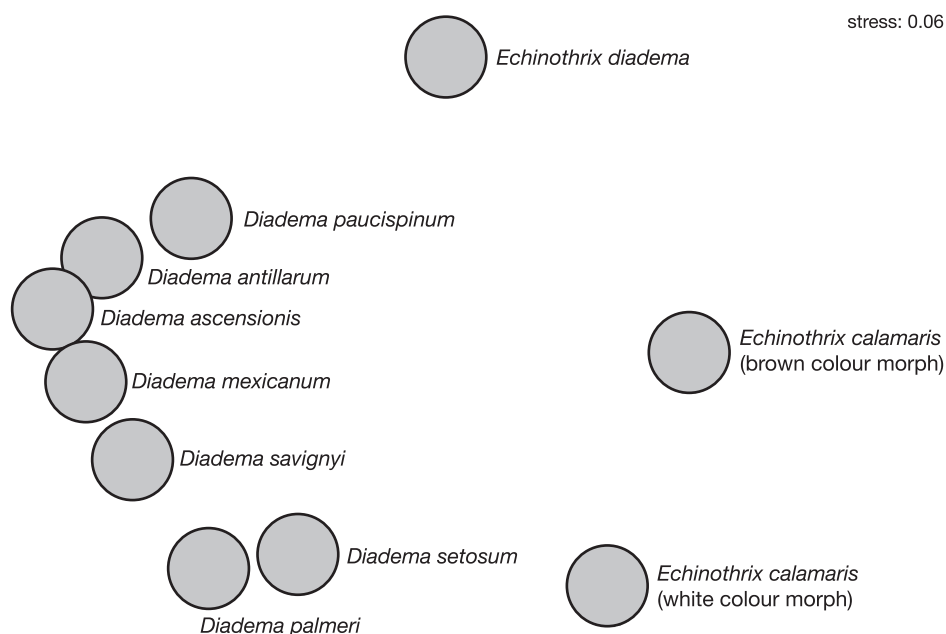 stress: 0.06
Echinothrix diadema
Diadema paucispinum
Diadema antillarum
Diadema ascensionis
Echinothrix calamaris
(brown colour morph)
Diadema mexicanum
Diadema savignyi
Diadema setosum
Echinothrix calamaris
(white colour morph)
Diadema palmeri